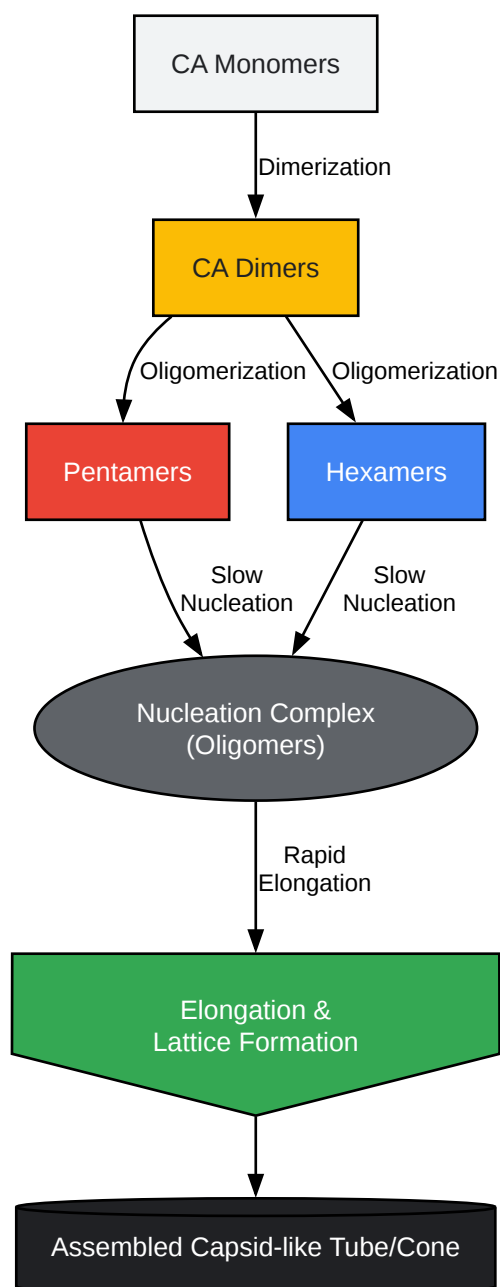 CA Monomers
Dimerization
CA Dimers
Oligomerization
Oligomerization
Pentamers
Hexamers
Slow
Nucleation
Slow
Nucleation
Nucleation Complex
(Oligomers)
Rapid
Elongation
Elongation &
Lattice Formation
Assembled Capsid-like Tube/Cone